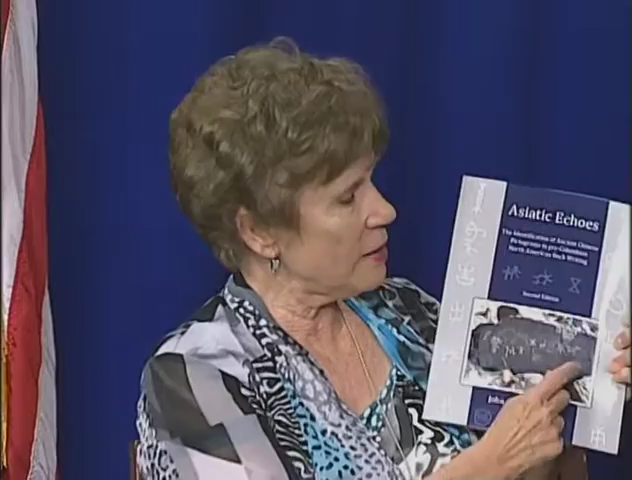 Asiatic Echoes
The Identification of Ancient Chinese
Pictograms in pre-Columbian
North American Rock Writing
Second Edition
John